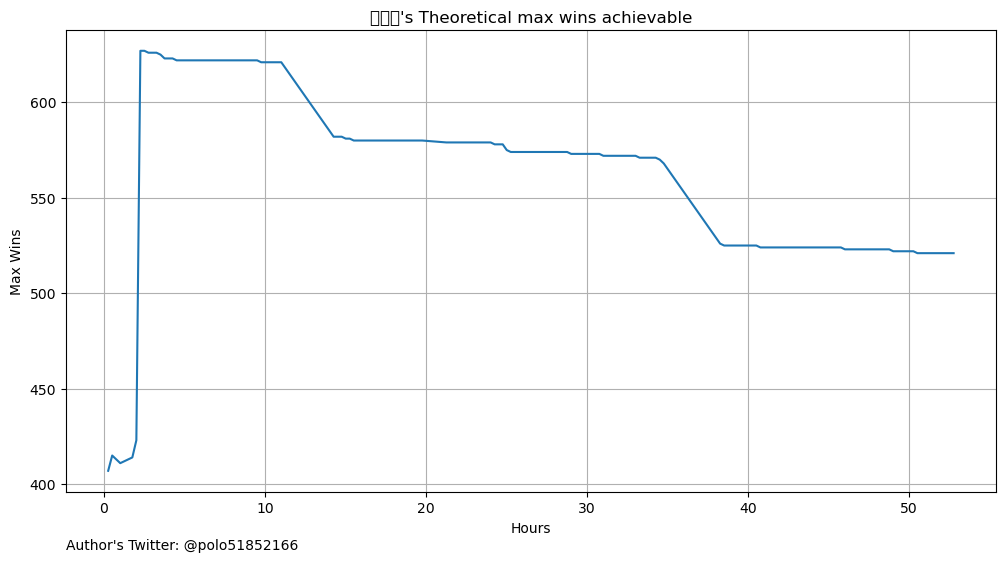 's Theoretical max wins achievable
600
550
500
450
400
Max Wins
0 10 20 30 40 50
Hours
Author's Twitter: @polo51852166